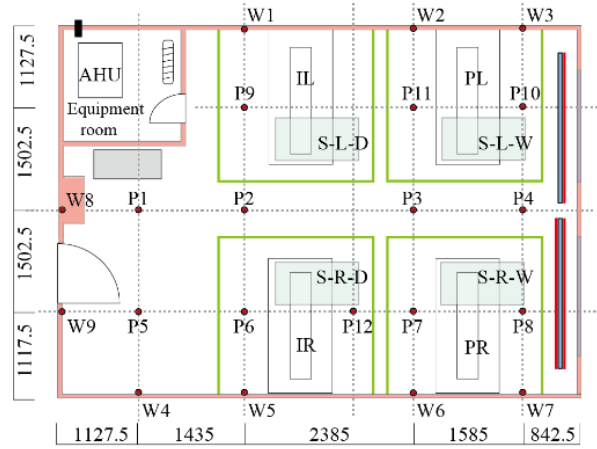 W1 W2 W3
1127.5
AHU
IL PL
Equipment
room
P9 P11 P10
S-L-D S-L-W
1502.5
W8 P1 P2 P3 P4
1502.5
S-R-D S-R-W
W9 P5 P6 P12 P7 P8
IR PR
1117.5
W4 W5 W6 W7
1127.5 1435 2385 1585 842.5